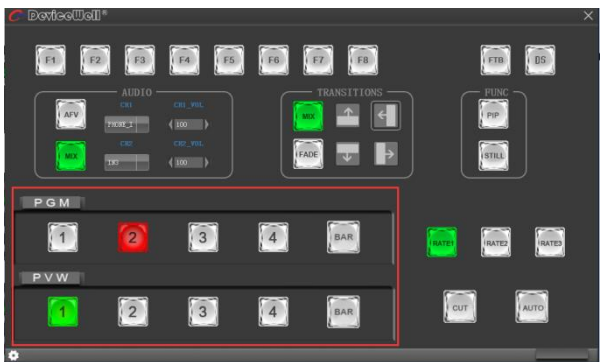 DeviceWell®
F1 F2 F3 F4 F5 F6 F7 F8 FTB DS
AUDIO TRANSITIONS FUNC
AFV CH1 CH1_VOL MIX PIP
100
MIX CH2 CH2_VOL FADE STILL
IN3 100
PGM
1 2 3 4 BAR RATE1 RATE2 RATE3
PVW
1 2 3 4 BAR CUT AUTO